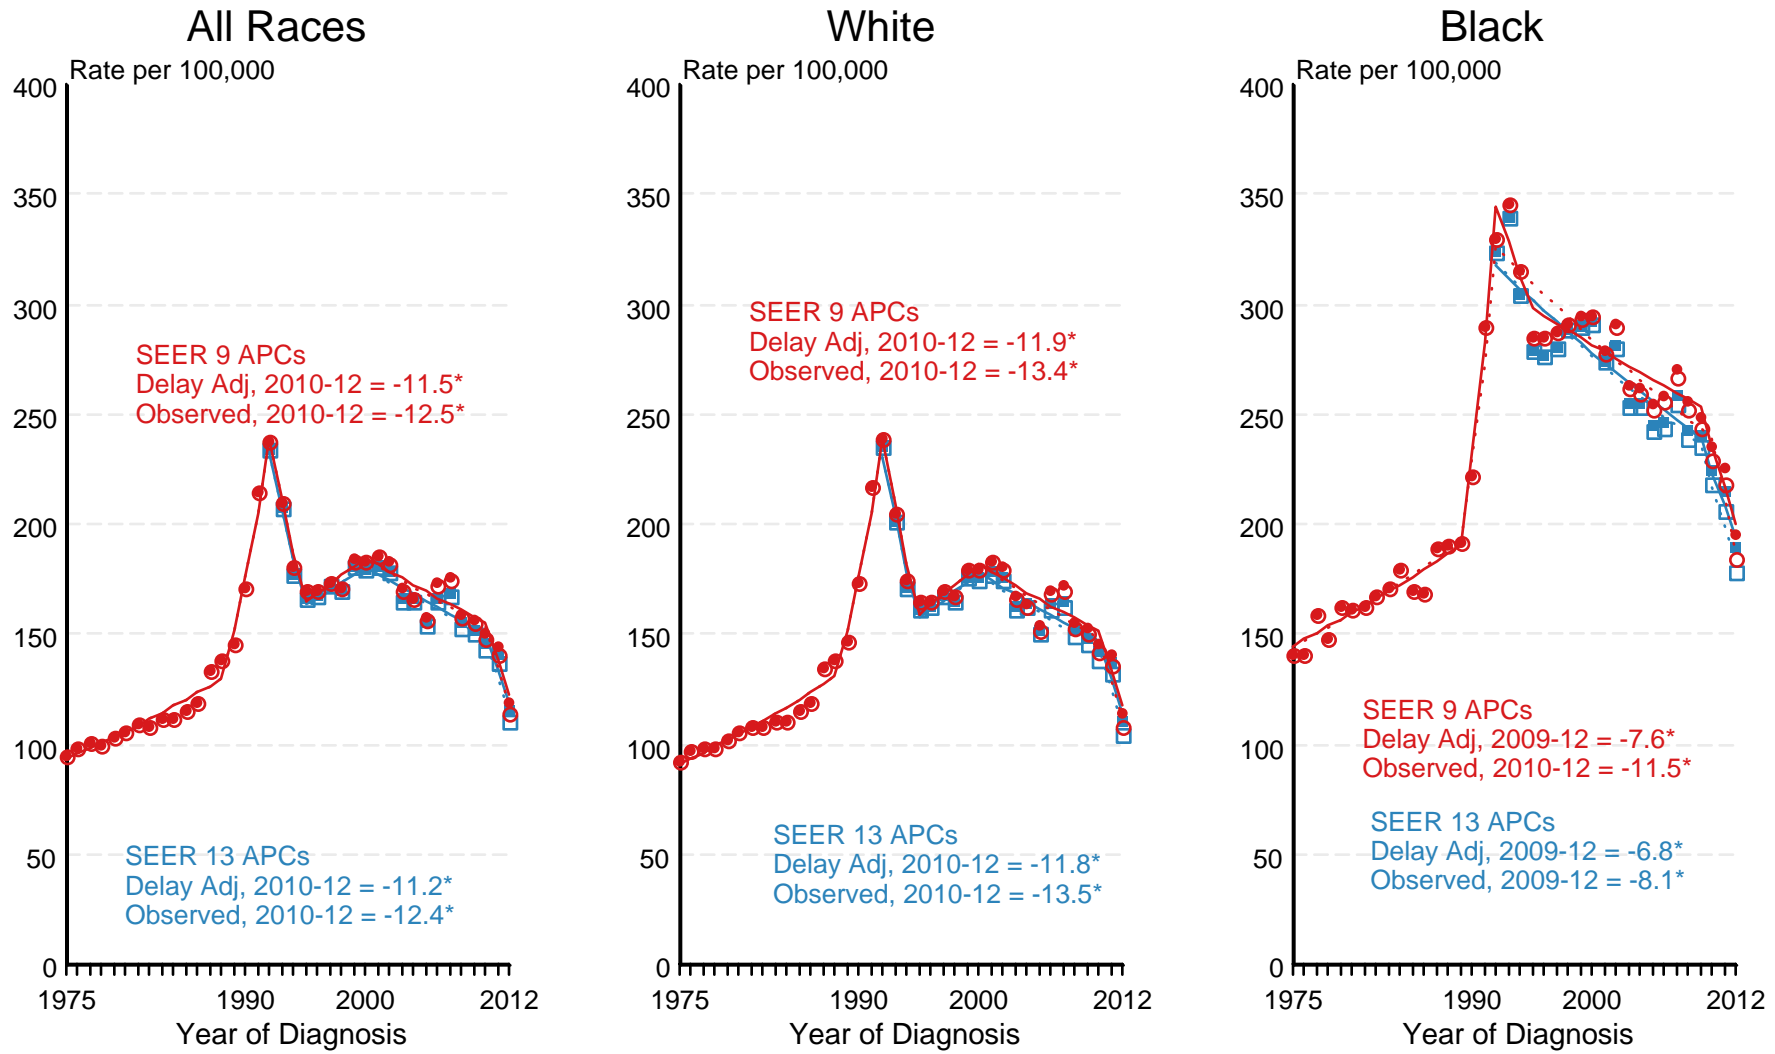 All Races
Rate per 100,000
400
350
300
250
200
150
100
50
0
SEER 9 APCs
Delay Adj, 2010-12 = -11.5*
Observed, 2010-12 = -12.5*
SEER 13 APCs
Delay Adj, 2010-12 = -11.2*
Observed, 2010-12 = -12.4*
1975 1990 2000 2012
Year of Diagnosis
White
Rate per 100,000
400
350
300
250
200
150
100
50
0
SEER 9 APCs
Delay Adj, 2010-12 = -11.9*
Observed, 2010-12 = -13.4*
SEER 13 APCs
Delay Adj, 2010-12 = -11.8*
Observed, 2010-12 = -13.5*
1975 1990 2000 2012
Year of Diagnosis
Black
Rate per 100,000
400
350
300
250
200
150
100
50
0
SEER 9 APCs
Delay Adj, 2009-12 = -7.6*
Observed, 2010-12 = -11.5*
SEER 13 APCs
Delay Adj, 2009-12 = -6.8*
Observed, 2009-12 = -8.1*
1975 1990 2000 2012
Year of Diagnosis